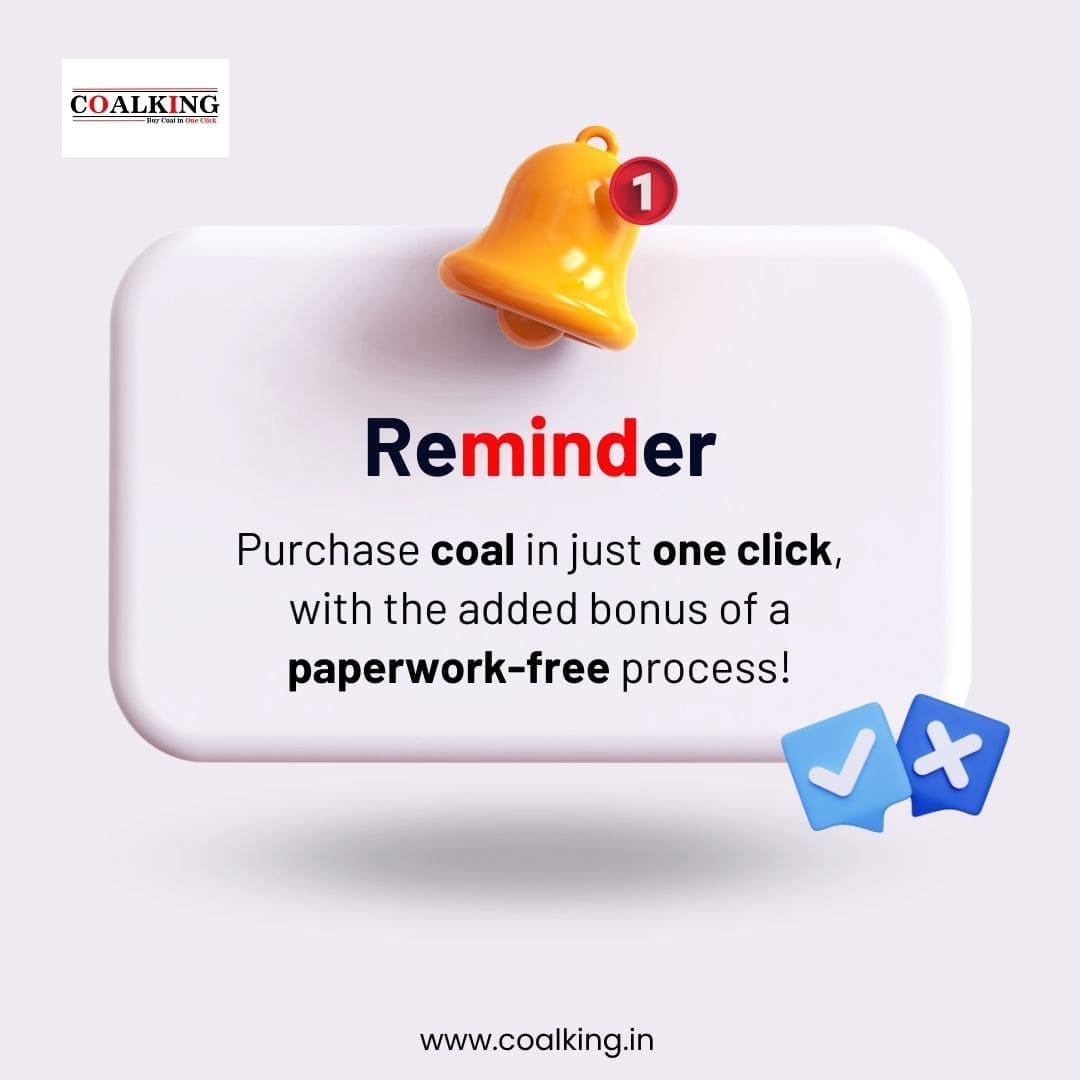 COALKING
Buy Coal in One Click
1
Reminder
Purchase coal in just one click,
with the added bonus of a
paperwork-free process!
www.coalking.in